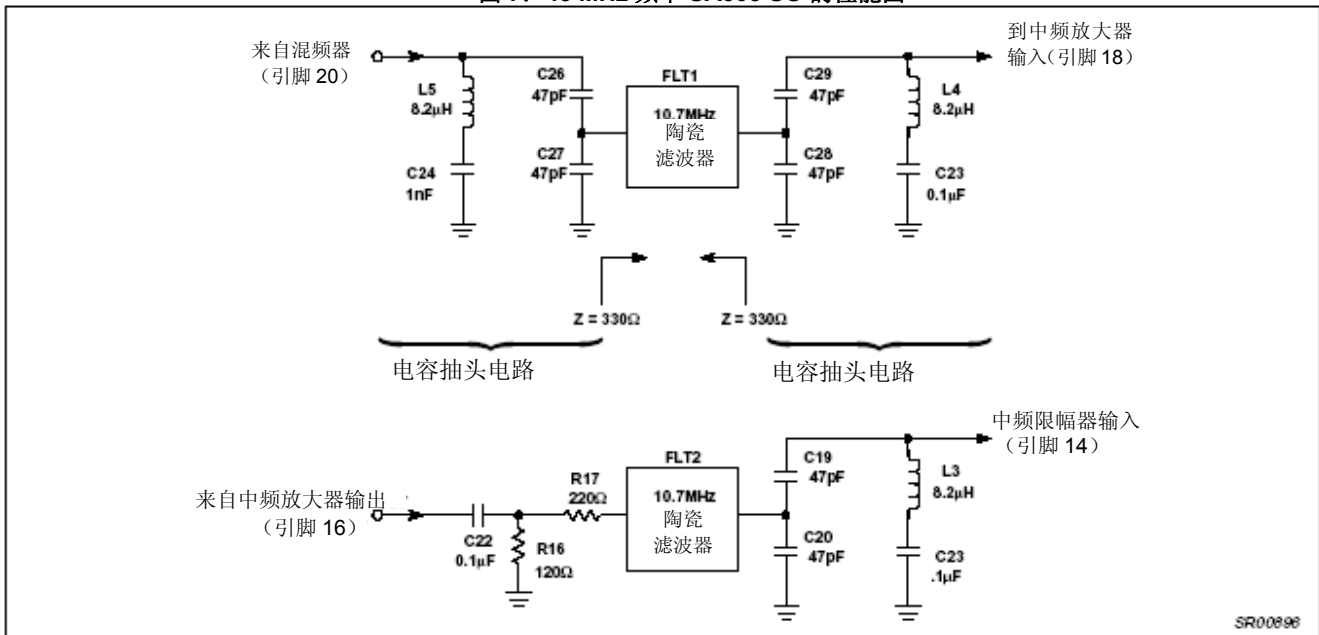 来自混频器
（引脚 20）
L5
8.2μH
C24
1nF
C26
47pF
C27
47pF
FLT1
10.7MHz
陶瓷
滤波器
C29
47pF
C28
47pF
到中频放大器
输入(引脚 18）
L4
8.2μH
C23
0.1μF
Z = 330Ω
Z = 330Ω
电容抽头电路
电容抽头电路
来自中频放大器输出
（引脚 16）
C22
0.1μF
R17
220Ω
R16
120Ω
FLT2
10.7MHz
陶瓷
滤波器
C19
47pF
C20
47pF
中频限幅器输入
（引脚 14）
L3
8.2μH
C23
.1μF
SR00896